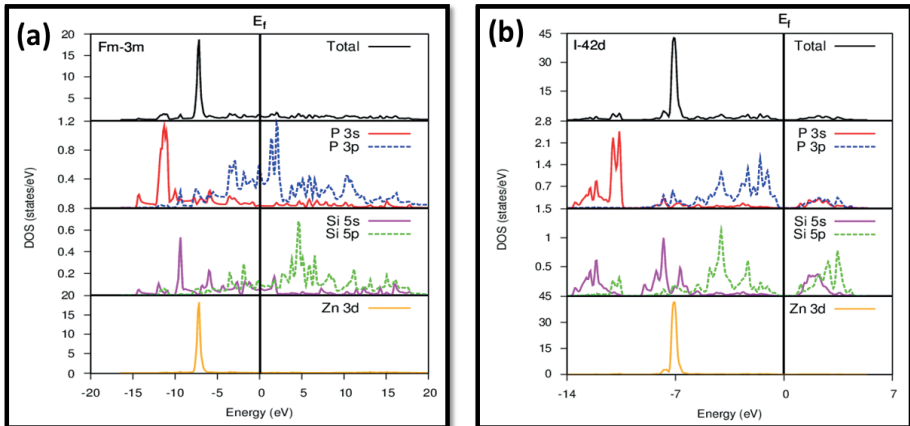 (a)
E_f
Fm-3m
Total
20
15
10
5
1.2
P 3s
P 3p
0.8
0.4
0.8
Si 5s
Si 5p
0.6
0.4
0.2
20
Zn 3d
15
10
5
0
-20 -15 -10 -5 0 5 10 15 20
Energy (eV)
DOS (states/eV)
(b)
E_f
I-42d
Total
45
30
15
2.8
P 3s
P 3p
2.1
1.4
0.7
1.5
Si 5s
Si 5p
1
0.5
45
Zn 3d
30
15
0
-14 -7 0 7
Energy (eV)
DOS (states/eV)